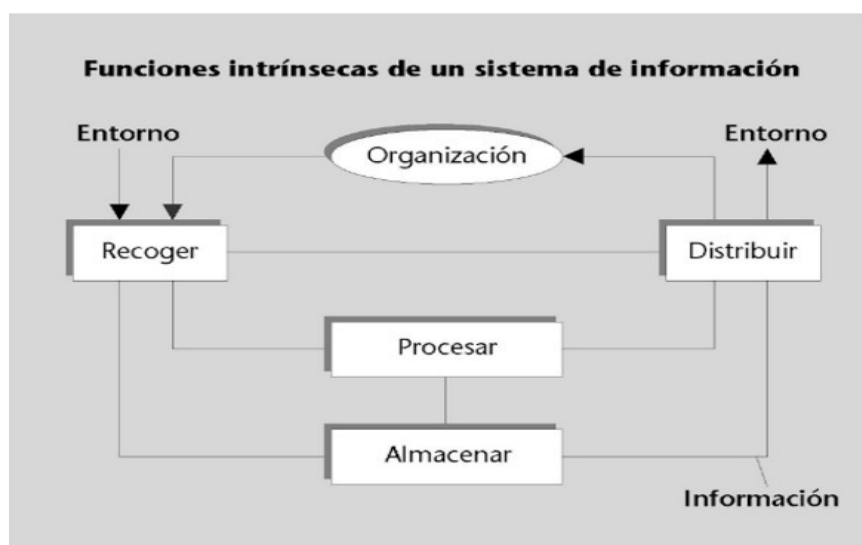 Funciones intrínsecas de un sistema de información
Entorno
Entorno
Organización
Recoger
Distribuir
Procesar
Almacenar
Información